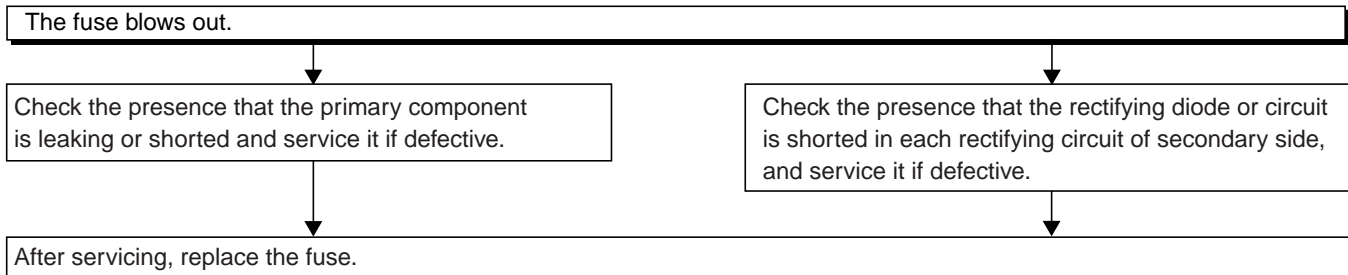 The fuse blows out.
Check the presence that the primary component
is leaking or shorted and service it if defective.
Check the presence that the rectifying diode or circuit
is shorted in each rectifying circuit of secondary side,
and service it if defective.
After servicing, replace the fuse.